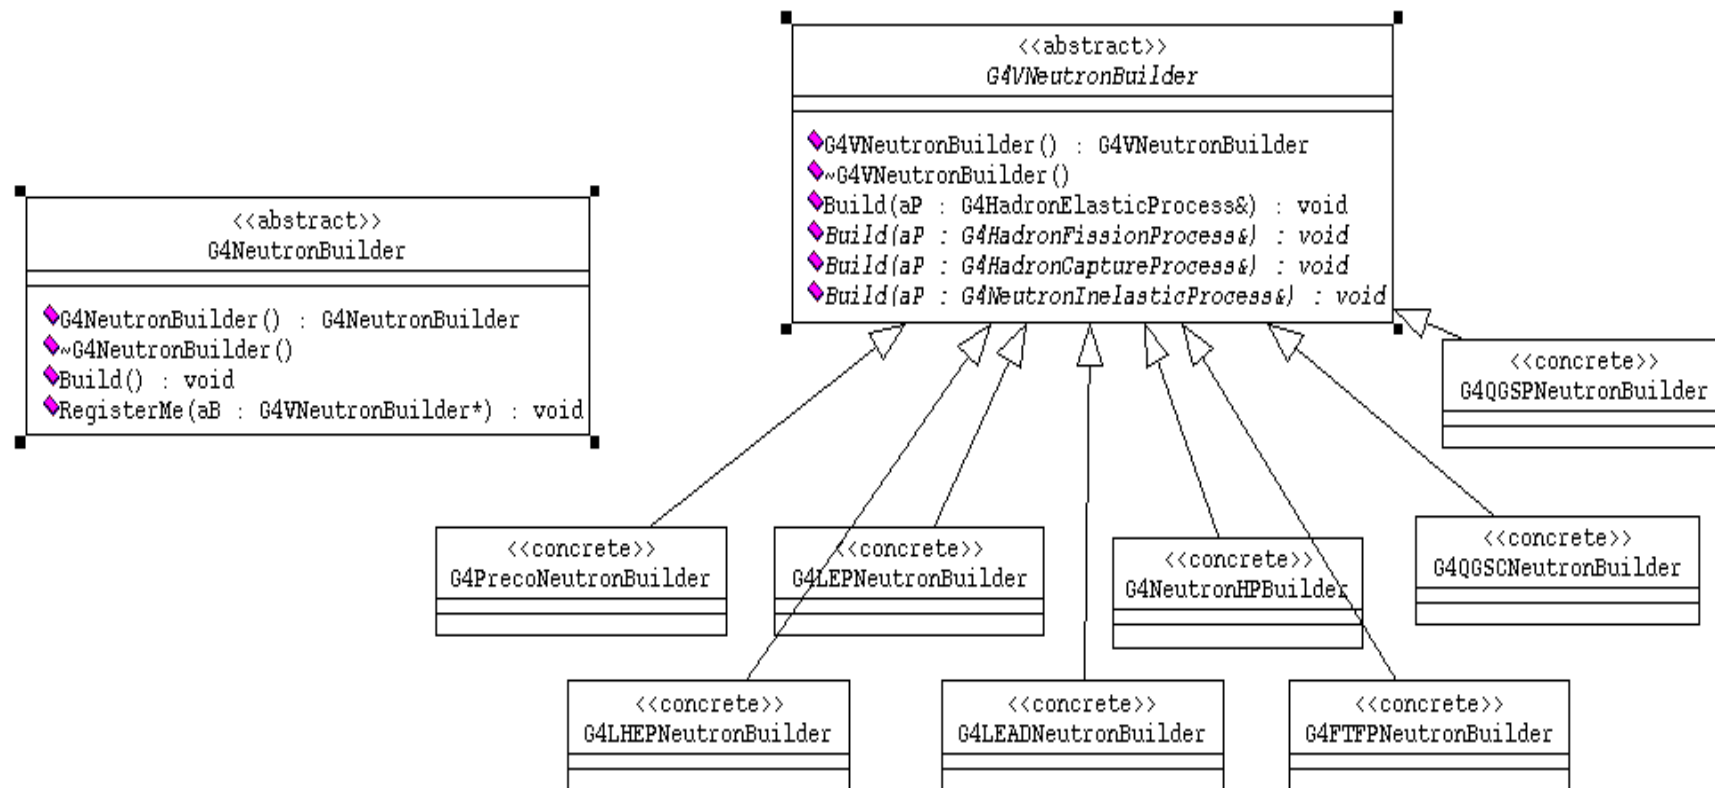 <<abstract>>
G4VNeutronBuilder
G4VNeutronBuilder() : G4VNeutronBuilder
~G4VNeutronBuilder()
Build(aP : G4HadronElasticProcess&) : void
Build(aP : G4HadronFissionProcess&) : void
Build(aP : G4HadronCaptureProcess&) : void
Build(aP : G4NeutronInelasticProcess&) : void
<<abstract>>
G4NeutronBuilder
G4NeutronBuilder() : G4NeutronBuilder
~G4NeutronBuilder()
Build() : void
RegisterMe(aB : G4VNeutronBuilder*) : void
<<concrete>>
G4QGSPNeutronBuilder
<<concrete>>
G4PrecoNeutronBuilder
<<concrete>>
G4LEPNeutronBuilder
<<concrete>>
G4NeutronHPBuilder
<<concrete>>
G4QGSCNeutronBuilder
<<concrete>>
G4LHEPNeutronBuilder
<<concrete>>
G4LEADNeutronBuilder
<<concrete>>
G4FTFPNeutronBuilder